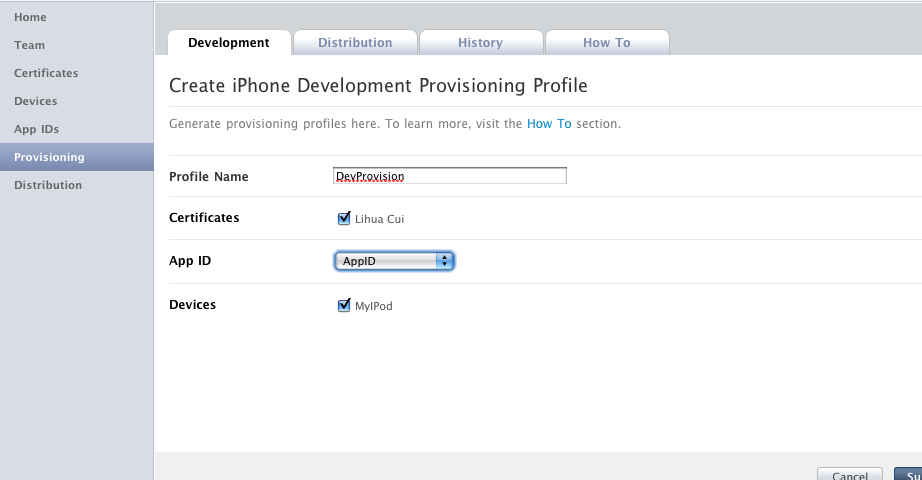 Home
Team
Certificates
Devices
App IDs
Provisioning
Distribution
Development
Distribution
History
How To
Create iPhone Development Provisioning Profile
Generate provisioning profiles here. To learn more, visit the How To section.
Profile Name
DevProvision
Certificates
Lihua Cui
App ID
AppID
Devices
MyIPod
Cancel
Su